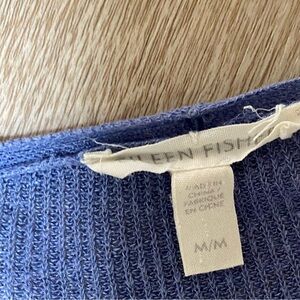 ILEEN FISH
MADE IN
CHINA /
FABRIQUE
EN CHINE
M/M